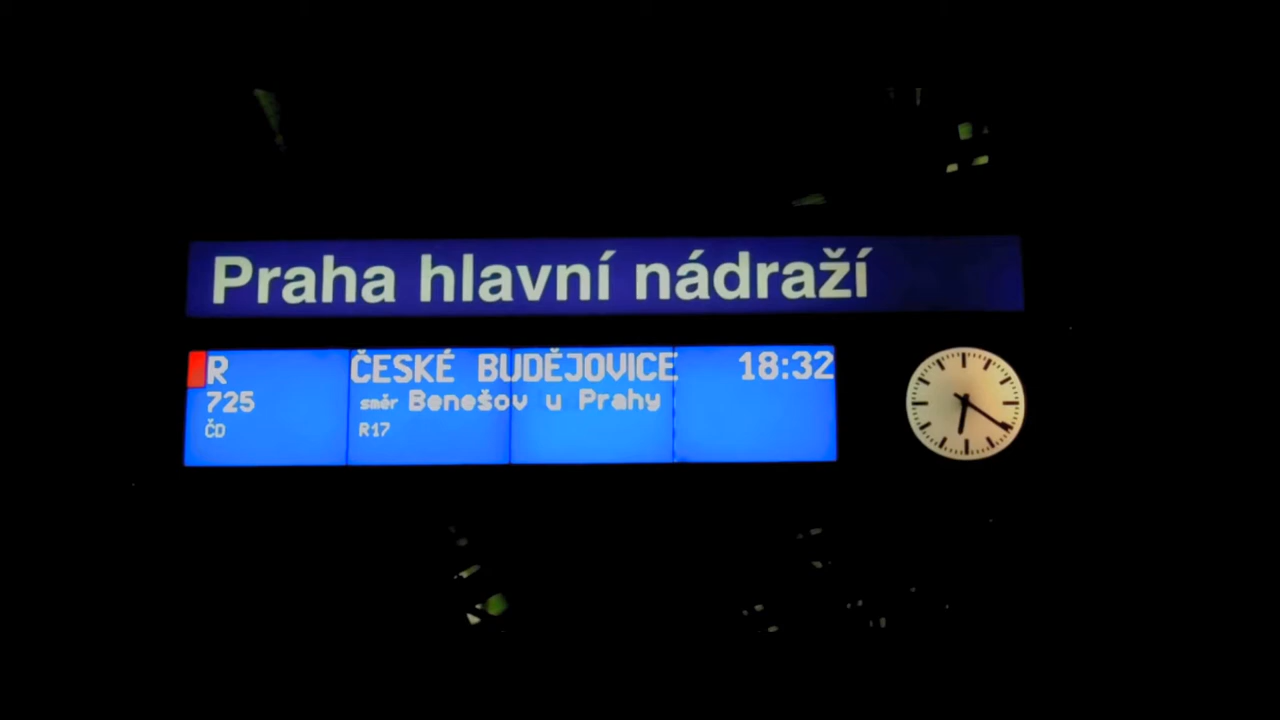 Praha hlavní nádraží
R ČESKÉ BUDĚJOVICE 18:32
725 směr Benešov u Prahy
ČD R17